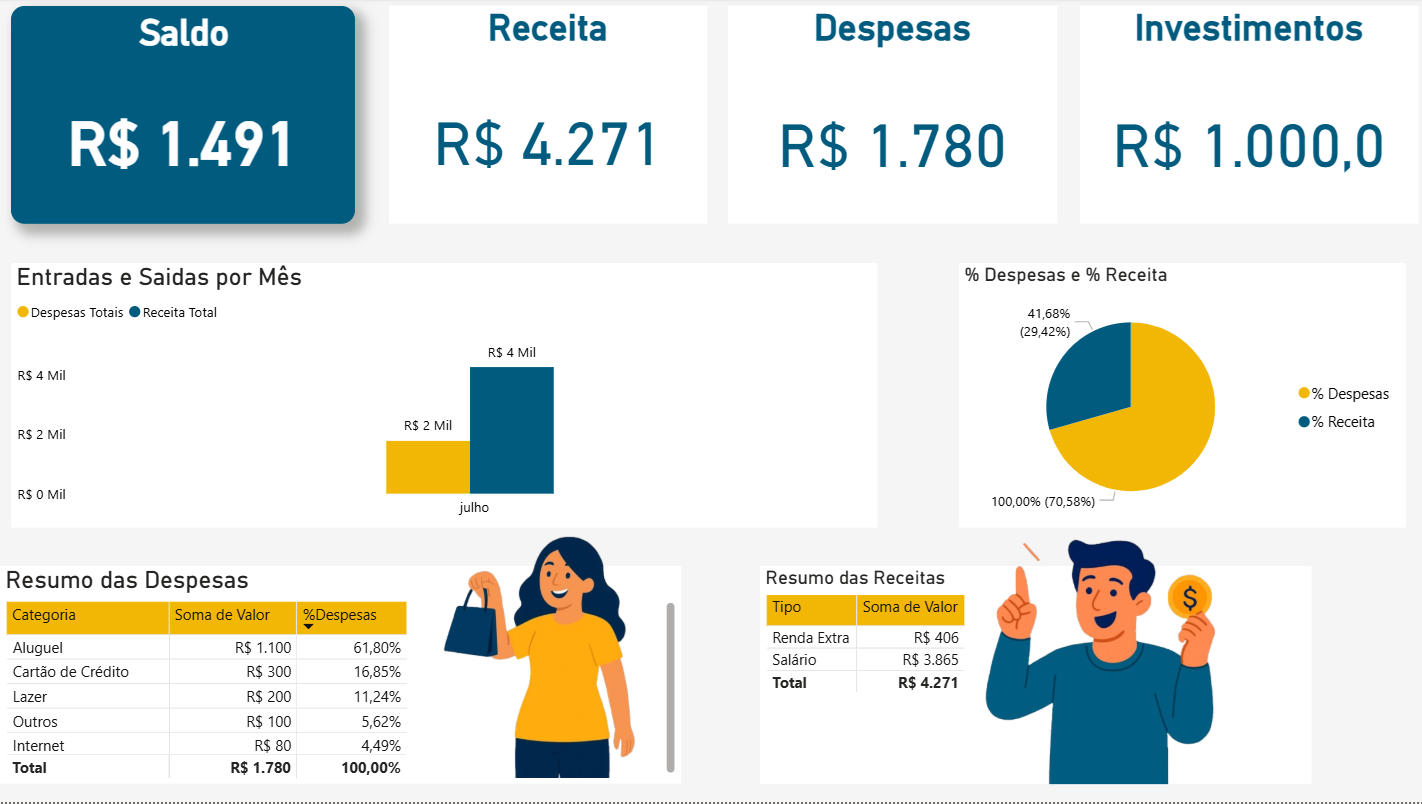 Saldo
R$ 1.491
Receita
R$ 4.271
Despesas
R$ 1.780
Investimentos
R$ 1.000,0
Entradas e Saidas por Mês
Despesas Totais Receita Total
R$ 4 Mil
R$ 2 Mil
R$ 0 Mil
R$ 2 Mil
R$ 4 Mil
julho
% Despesas e % Receita
41,68%
(29,42%)
100,00% (70,58%)
% Despesas
% Receita
Resumo das Despesas
Categoria Soma de Valor %Despesas
Aluguel R$ 1.100 61,80%
Cartão de Crédito R$ 300 16,85%
Lazer R$ 200 11,24%
Outros R$ 100 5,62%
Internet R$ 80 4,49%
Total R$ 1.780 100,00%
Resumo das Receitas
Tipo Soma de Valor
Renda Extra R$ 406
Salário R$ 3.865
Total R$ 4.271
$